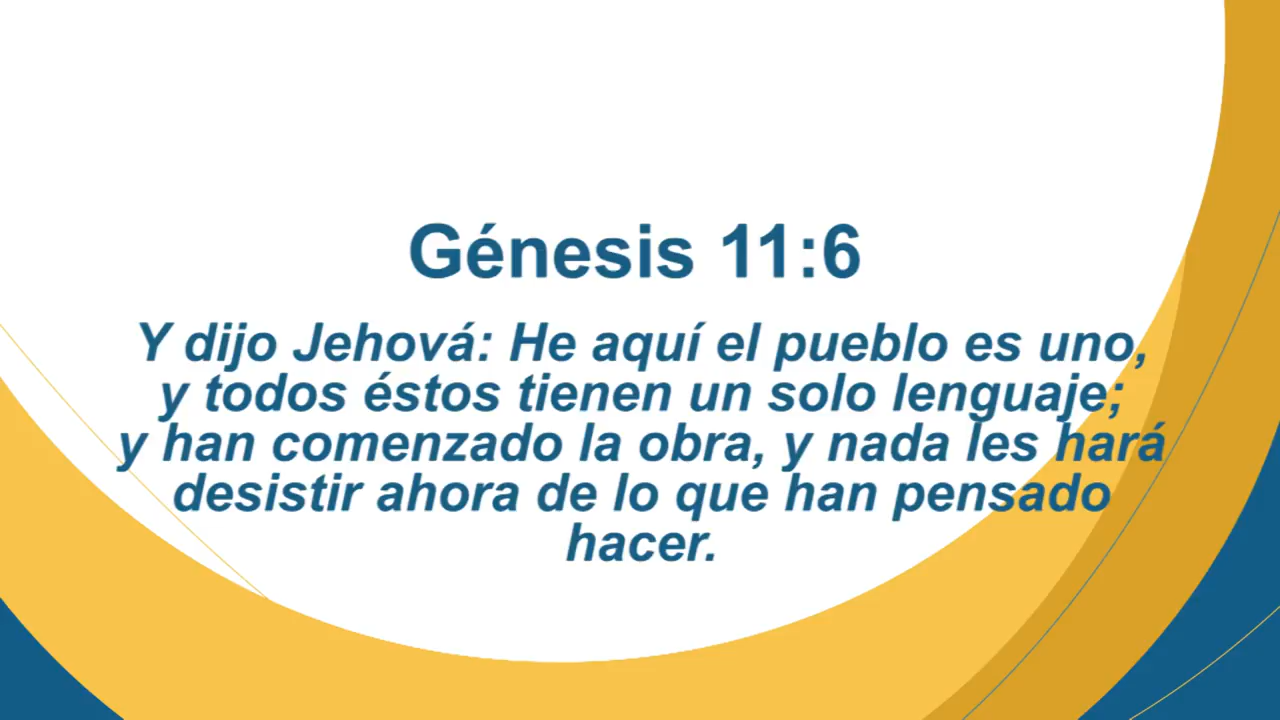 Génesis 11:6
Y dijo Jehová: He aquí el pueblo es uno,
y todos éstos tienen un solo lenguaje;
y han comenzado la obra, y nada les hará
desistir ahora de lo que han pensado
hacer.